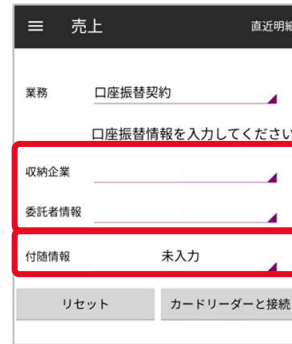 売上 直近明細
業務 口座振替契約
口座振替情報を入力してください
収納企業
委託者情報
付随情報 未入力
リセット カードリーダーと接続